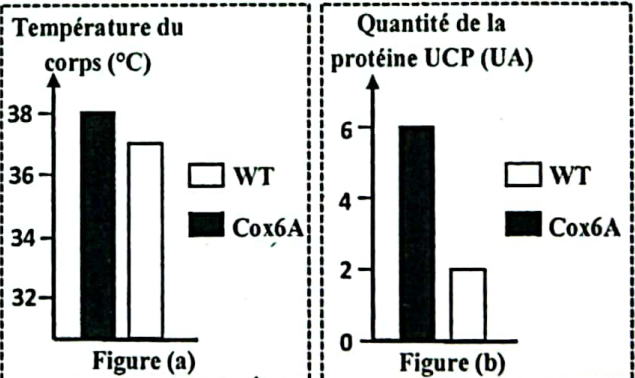 Température du
corps (°C)
38
36
34
32
WT
Cox6A
Figure (a)
Quantité de la
protéine UCP (UA)
6
4
2
0
WT
Cox6A
Figure (b)